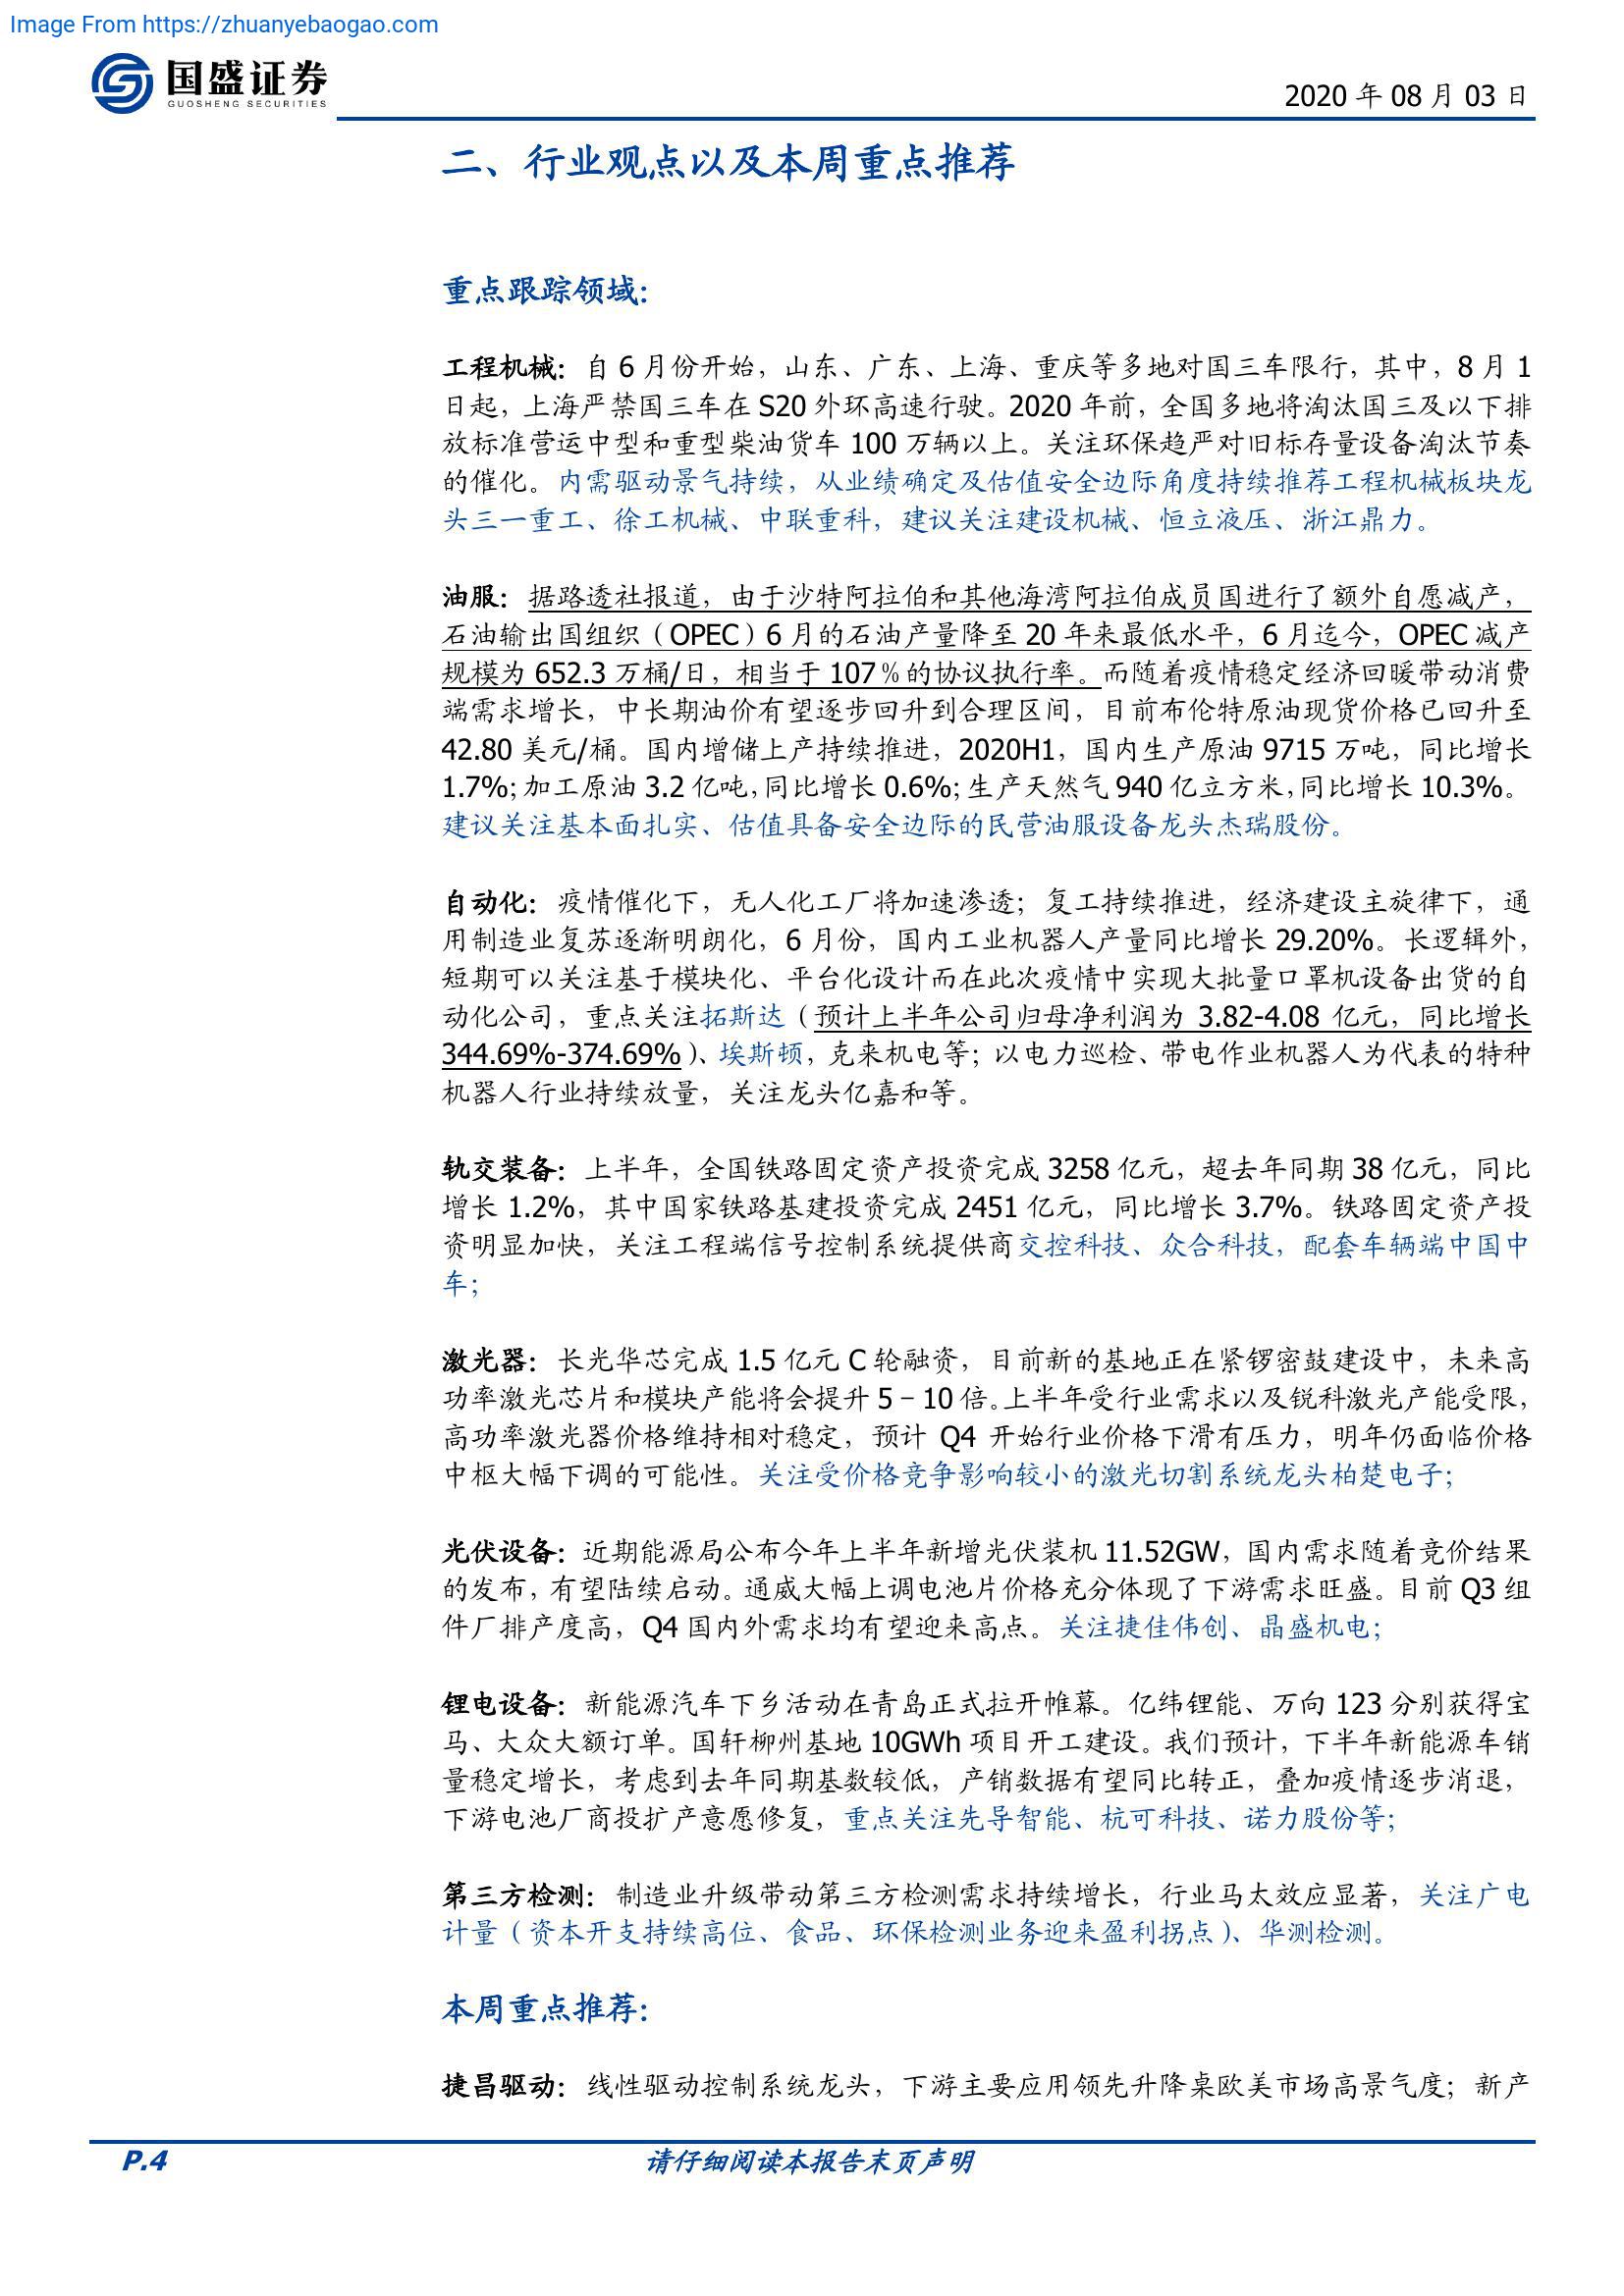 Image From https://zhuanyebaogao.com
国盛证券
GUOSHENG SECURITIES
2020 年 08 月 03 日
二、行业观点以及本周重点推荐
重点跟踪领域：
工程机械：自 6 月份开始，山东、广东、上海、重庆等多地对国三车限行，其中，8 月 1
日起，上海严禁国三车在 S20 外环高速行驶。2020 年前，全国多地将淘汰国三及以下排
放标准营运中型和重型柴油货车 100 万辆以上。关注环保趋严对旧标存量设备淘汰节奏
的催化。内需驱动景气持续，从业绩确定及估值安全边际角度持续推荐工程机械板块龙
头三一重工、徐工机械、中联重科，建议关注建设机械、恒立液压、浙江鼎力。
油服：据路透社报道，由于沙特阿拉伯和其他海湾阿拉伯成员国进行了额外自愿减产，
石油输出国组织（OPEC）6 月的石油产量降至 20 年来最低水平，6 月迄今，OPEC 减产
规模为 652.3 万桶/日，相当于 107％的协议执行率。而随着疫情稳定经济回暖带动消费
端需求增长，中长期油价有望逐步回升到合理区间，目前布伦特原油现货价格已回升至
42.80 美元/桶。国内增储上产持续推进，2020H1，国内生产原油 9715 万吨，同比增长
1.7%；加工原油 3.2 亿吨，同比增长 0.6%；生产天然气 940 亿立方米，同比增长 10.3%。
建议关注基本面扎实、估值具备安全边际的民营油服设备龙头杰瑞股份。
自动化：疫情催化下，无人化工厂将加速渗透；复工持续推进，经济建设主旋律下，通
用制造业复苏逐渐明朗化，6 月份，国内工业机器人产量同比增长 29.20%。长逻辑外，
短期可以关注基于模块化、平台化设计而在此次疫情中实现大批量口罩机设备出货的自
动化公司，重点关注拓斯达（预计上半年公司归母净利润为 3.82-4.08 亿元，同比增长
344.69%-374.69%）、埃斯顿，克来机电等；以电力巡检、带电作业机器人为代表的特种
机器人行业持续放量，关注龙头亿嘉和等。
轨交装备：上半年，全国铁路固定资产投资完成 3258 亿元，超去年同期 38 亿元，同比
增长 1.2%，其中国家铁路基建投资完成 2451 亿元，同比增长 3.7%。铁路固定资产投
资明显加快，关注工程端信号控制系统提供商交控科技、众合科技，配套车辆端中国中
车；
激光器：长光华芯完成 1.5 亿元 C 轮融资，目前新的基地正在紧锣密鼓建设中，未来高
功率激光芯片和模块产能将会提升 5－10 倍。上半年受行业需求以及锐科激光产能受限，
高功率激光器价格维持相对稳定，预计 Q4 开始行业价格下滑有压力，明年仍面临价格
中枢大幅下调的可能性。关注受价格竞争影响较小的激光切割系统龙头柏楚电子；
光伏设备：近期能源局公布今年上半年新增光伏装机 11.52GW，国内需求随着竞价结果
的发布，有望陆续启动。通威大幅上调电池片价格充分体现了下游需求旺盛。目前 Q3 组
件厂排产度高，Q4 国内外需求均有望迎来高点。关注捷佳伟创、晶盛机电；
锂电设备：新能源汽车下乡活动在青岛正式拉开帷幕。亿纬锂能、万向 123 分别获得宝
马、大众大额订单。国轩柳州基地 10GWh 项目开工建设。我们预计，下半年新能源车销
量稳定增长，考虑到去年同期基数较低，产销数据有望同比转正，叠加疫情逐步消退，
下游电池厂商投扩产意愿修复，重点关注先导智能、杭可科技、诺力股份等；
第三方检测：制造业升级带动第三方检测需求持续增长，行业马太效应显著，关注广电
计量（资本开支持续高位、食品、环保检测业务迎来盈利拐点）、华测检测。
本周重点推荐：
捷昌驱动：线性驱动控制系统龙头，下游主要应用领先升降桌欧美市场高景气度；新产
P.4
请仔细阅读本报告末页声明